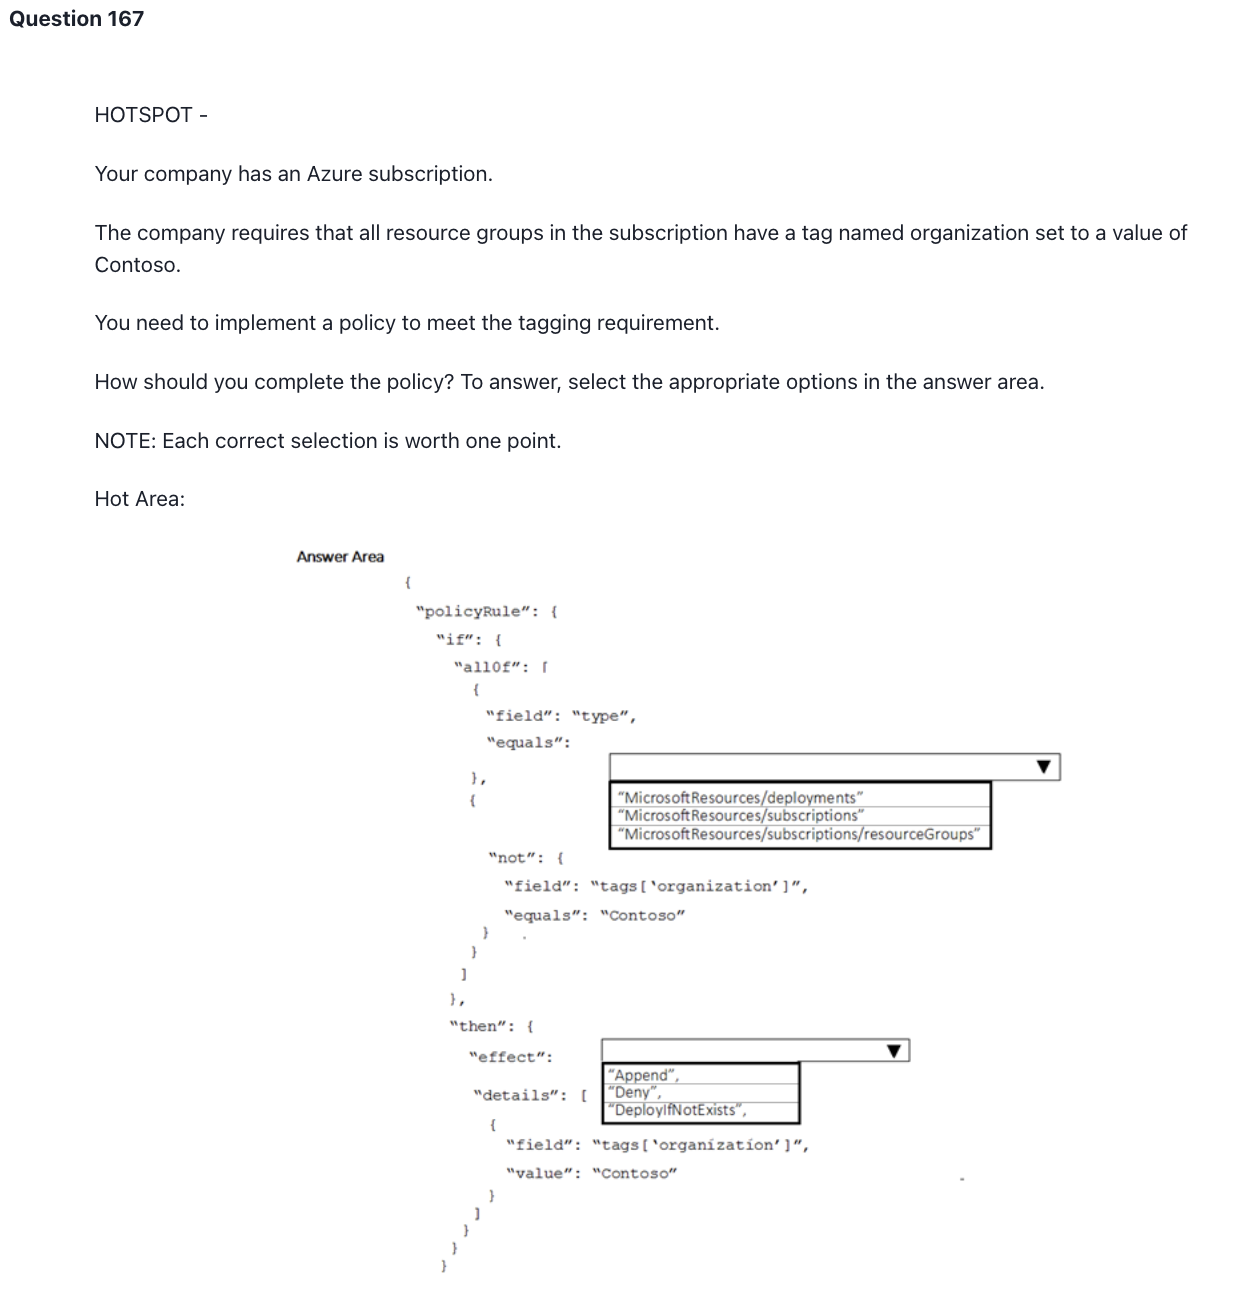 Question 167
HOTSPOT -
Your company has an Azure subscription.
The company requires that all resource groups in the subscription have a tag named organization set to a value of
Contoso.
You need to implement a policy to meet the tagging requirement.
How should you complete the policy? To answer, select the appropriate options in the answer area.
NOTE: Each correct selection is worth one point.
Hot Area:
Answer Area
{
"policyRule": {
"if": {
"allOf": [
{
"field": "type",
"equals":
},
{
"MicrosoftResources/deployments"
"MicrosoftResources/subscriptions"
"MicrosoftResources/subscriptions/resourceGroups"
"not": {
"field": "tags['organization']",
"equals": "Contoso"
}
}
]
},
"then": {
"effect":
"Append",
"Deny",
"DeployIfNotExists",
"details": [
{
"field": "tags['organization']",
"value": "Contoso"
}
]
}
}
}